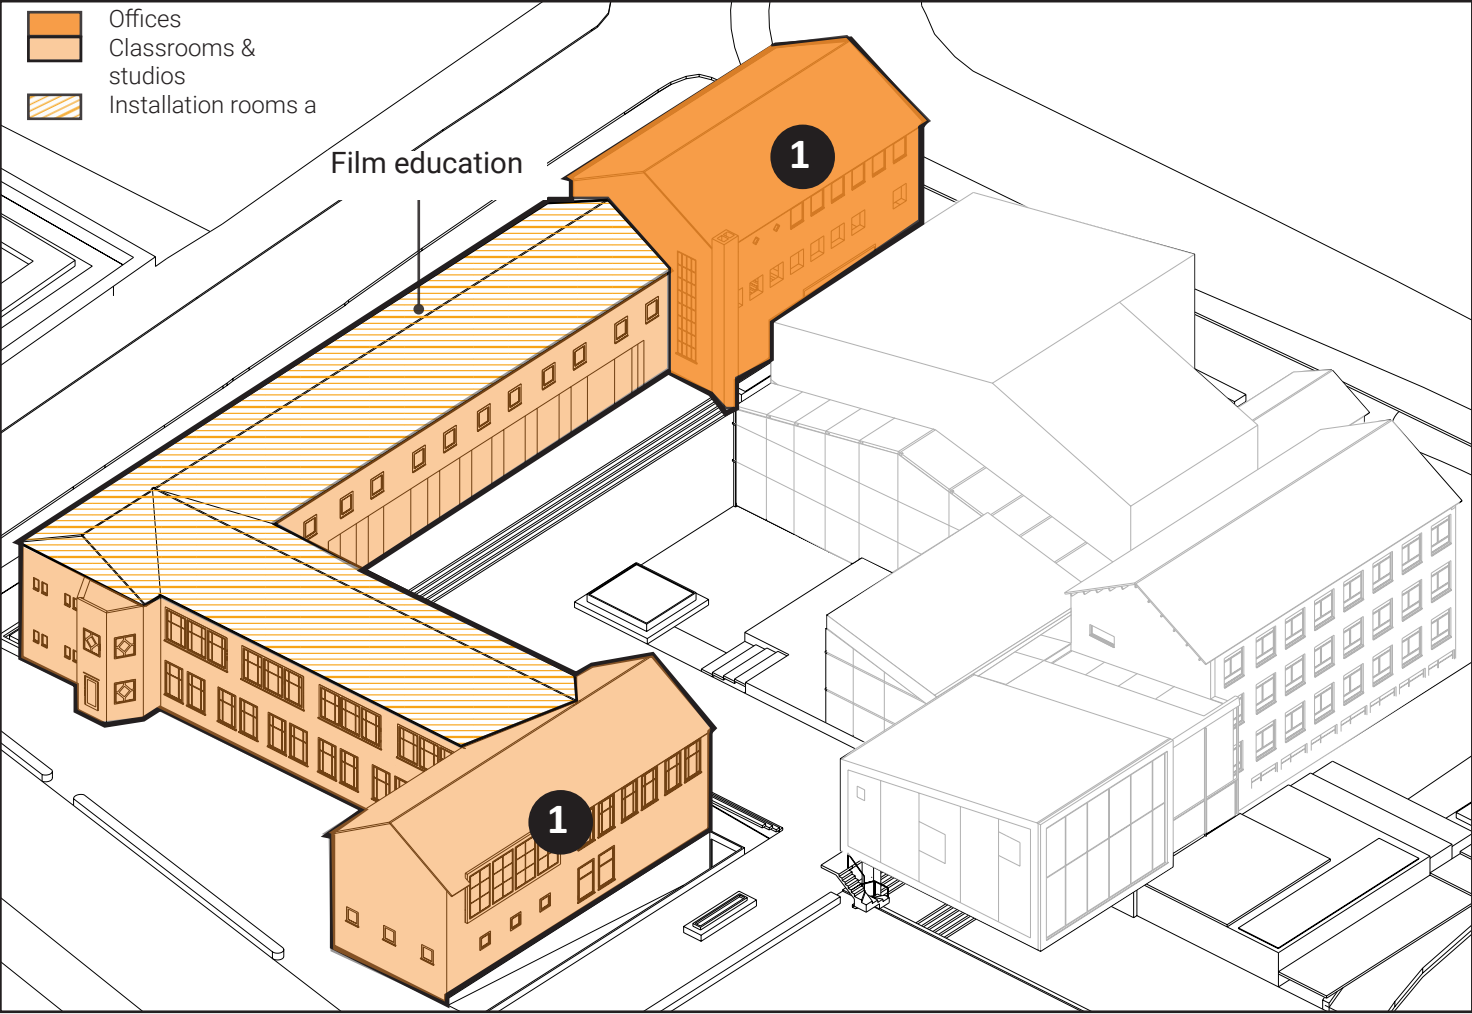 Offices
Classrooms &
studios
Installation rooms a
Film education
1
1